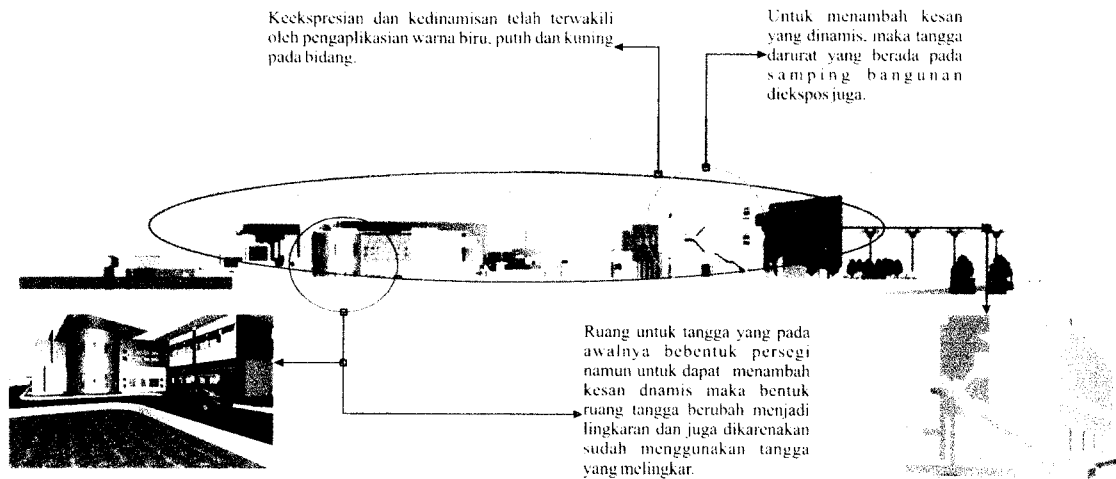 Keekspresian dan kedinamisan telah terwakili
oleh pengaplikasian warna biru, putih dan kuning
pada bidang.
Untuk menambah kesan
yang dinamis, maka tangga
darurat yang berada pada
samping bangunan
diekspos juga.
Ruang untuk tangga yang pada
awalnya bebentuk persegi
namun untuk dapat menambah
kesan dnamis maka bentuk
ruang tangga berubah menjadi
lingkaran dan juga dikarenakan
sudah menggunakan tangga
yang melingkar.